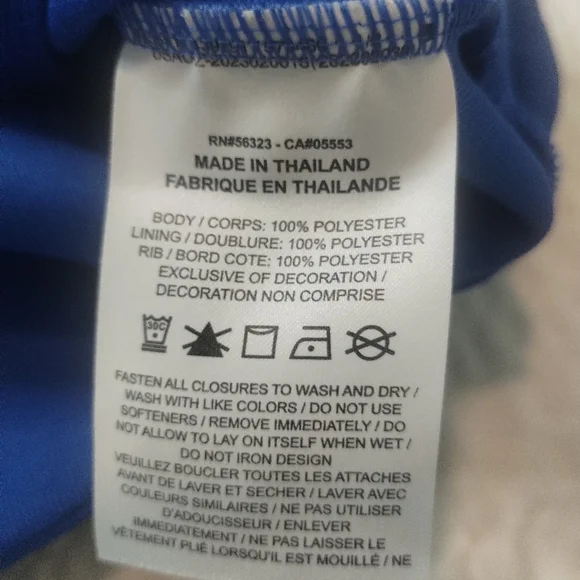 RN#56323 - CA#05553
MADE IN THAILAND
FABRIQUE EN THAILANDE
BODY / CORPS: 100% POLYESTER
LINING / DOUBLURE: 100% POLYESTER
RIB / BORD COTE: 100% POLYESTER
EXCLUSIVE OF DECORATION /
DECORATION NON COMPRISE
30C
FASTEN ALL CLOSURES TO WASH AND DRY /
WASH WITH LIKE COLORS / DO NOT USE
SOFTENERS / REMOVE IMMEDIATELY / DO
NOT ALLOW TO LAY ON ITSELF WHEN WET /
DO NOT IRON DESIGN
VEUILLEZ BOUCLER TOUTES LES ATTACHES
AVANT DE LAVER ET SECHER / LAVER AVEC
COULEURS SIMILAIRES / NE PAS UTILISER
D'ADOUCISSEUR / ENLEVER
IMMÉDIATEMENT / NE PAS LAISSER LE
VÊTEMENT PLIÉ LORSQU'IL EST MOUILLÉ / NE